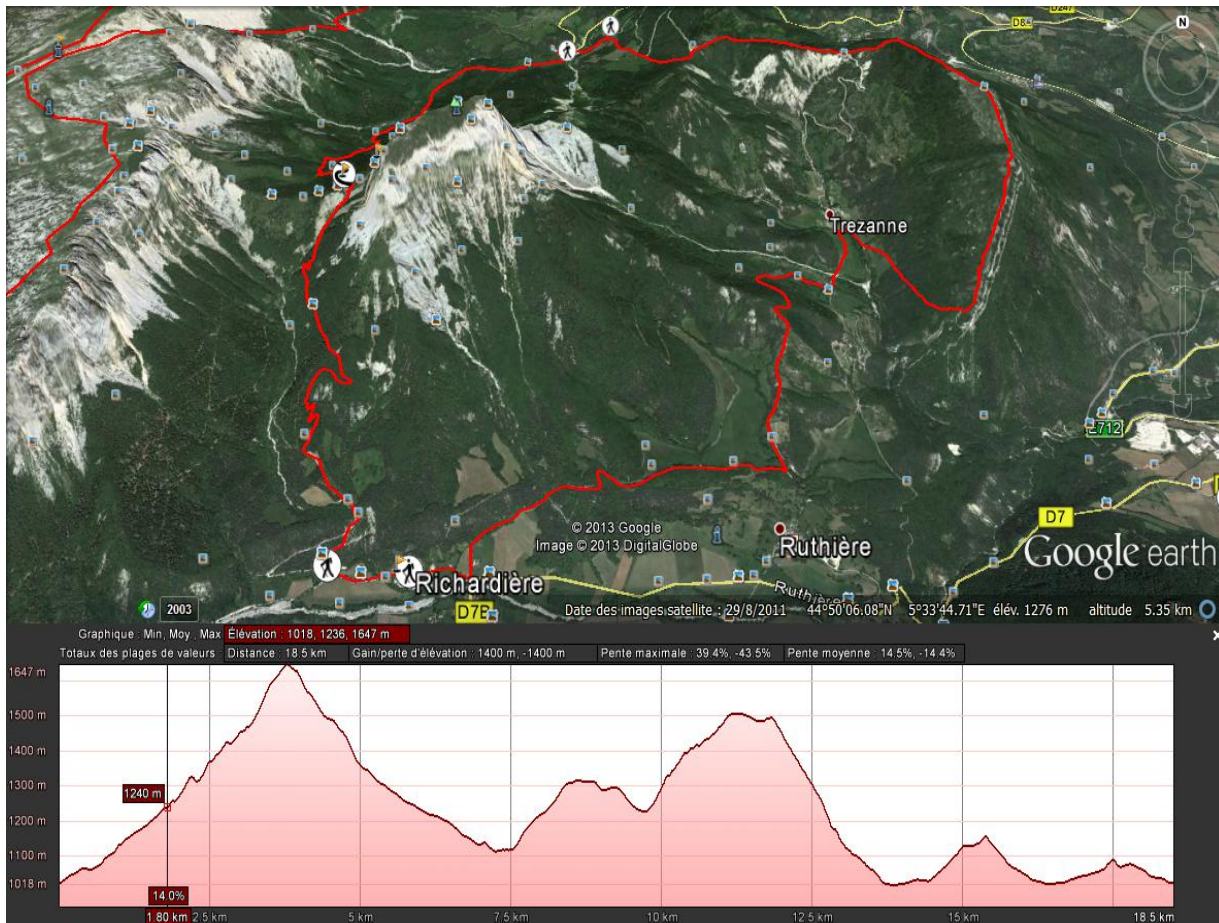 D247
D8
N
Trezanne
E712
D7
© 2013 Google
Image © 2013 DigitalGlobe
Ruthière
Google earth
Richardière
Ruthière
D7B
2003
Date des images satellite : 29/8/2011 44°50'06.08"N 5°33'44.71"E élév. 1276 m altitude 5.35 km
Graphique : Min, Moy., Max Élévation : 1018, 1236, 1647 m
Totaux des plages de valeurs : Distance : 18.5 km Gain/perte d'élévation : 1400 m, -1400 m Pente maximale : 39.4%, -43.5% Pente moyenne : 14.5%, -14.4%
1647 m
1500 m
1400 m
1300 m
1240 m
1200 m
1100 m
1018 m
14.0%
1.80 km 2.5 km 5 km 7.5 km 10 km 12.5 km 15 km 18.5 km